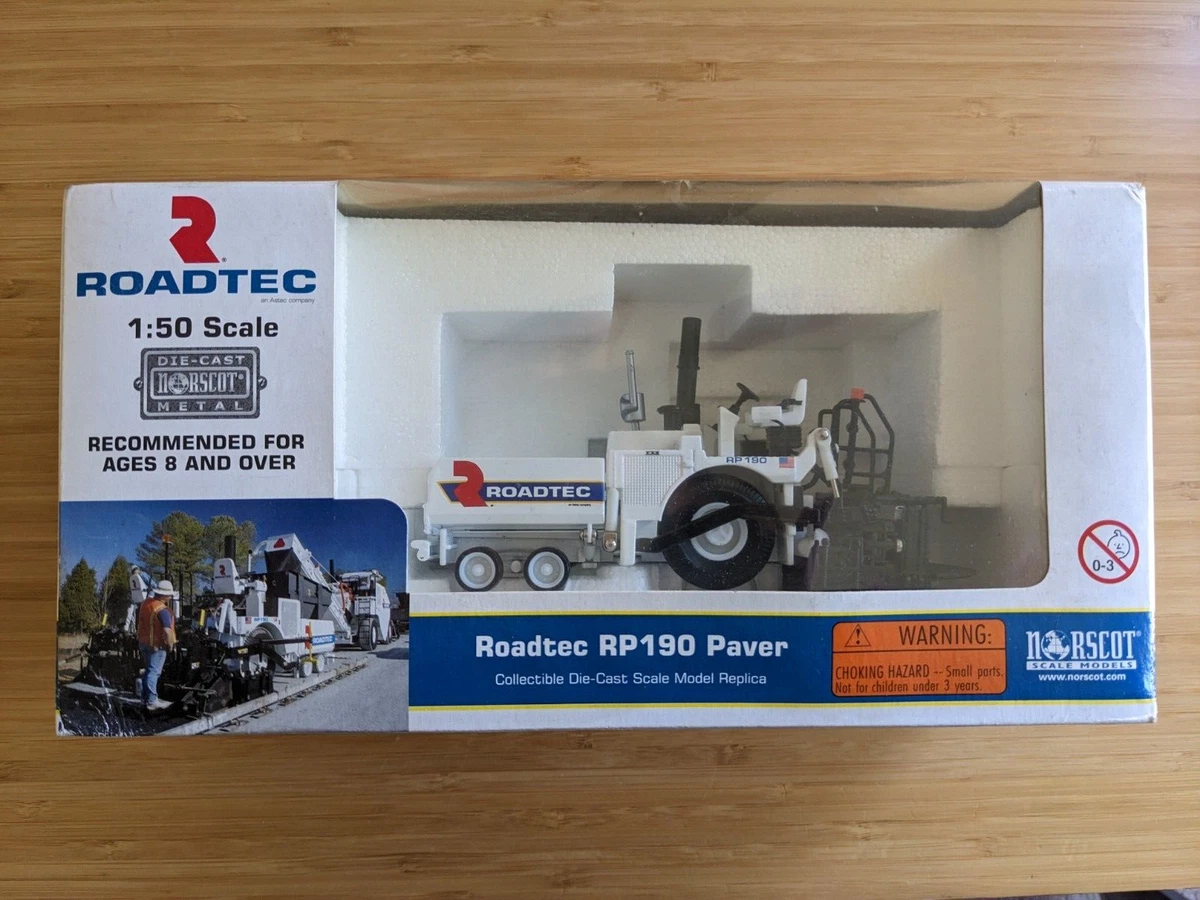 ROADTEC
an Astec company
1:50 Scale
DIE-CAST
NORSCOT®
METAL
RECOMMENDED FOR
AGES 8 AND OVER
ROADTEC
RP190
0-3
Roadtec RP190 Paver
Collectible Die-Cast Scale Model Replica
WARNING:
CHOKING HAZARD -- Small parts.
Not for children under 3 years.
NORSCOT®
SCALE MODELS
www.norscot.com